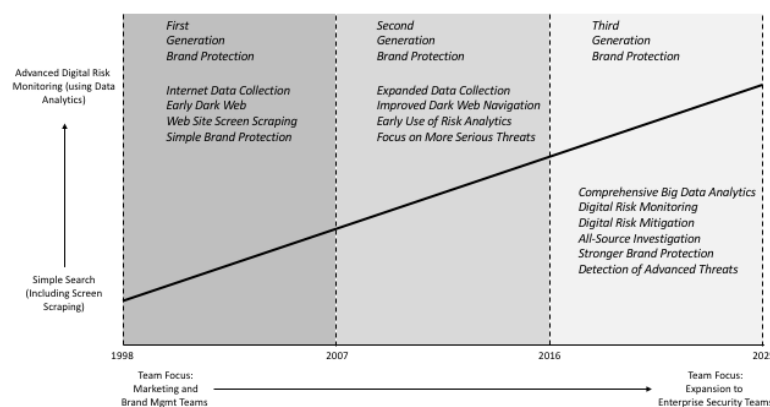 First
Generation
Brand Protection
Second
Generation
Brand Protection
Third
Generation
Brand Protection
Advanced Digital Risk
Monitoring (using Data
Analytics)
Internet Data Collection
Early Dark Web
Web Site Screen Scraping
Simple Brand Protection
Expanded Data Collection
Improved Dark Web Navigation
Early Use of Risk Analytics
Focus on More Serious Threats
Comprehensive Big Data Analytics
Digital Risk Monitoring
Digital Risk Mitigation
All-Source Investigation
Stronger Brand Protection
Detection of Advanced Threats
Simple Search
(Including Screen
Scraping)
1998
2007
2016
Team Focus:
Marketing and
Brand Mgmt Teams
Team Focus:
Expansion to
Enterprise Security Teams